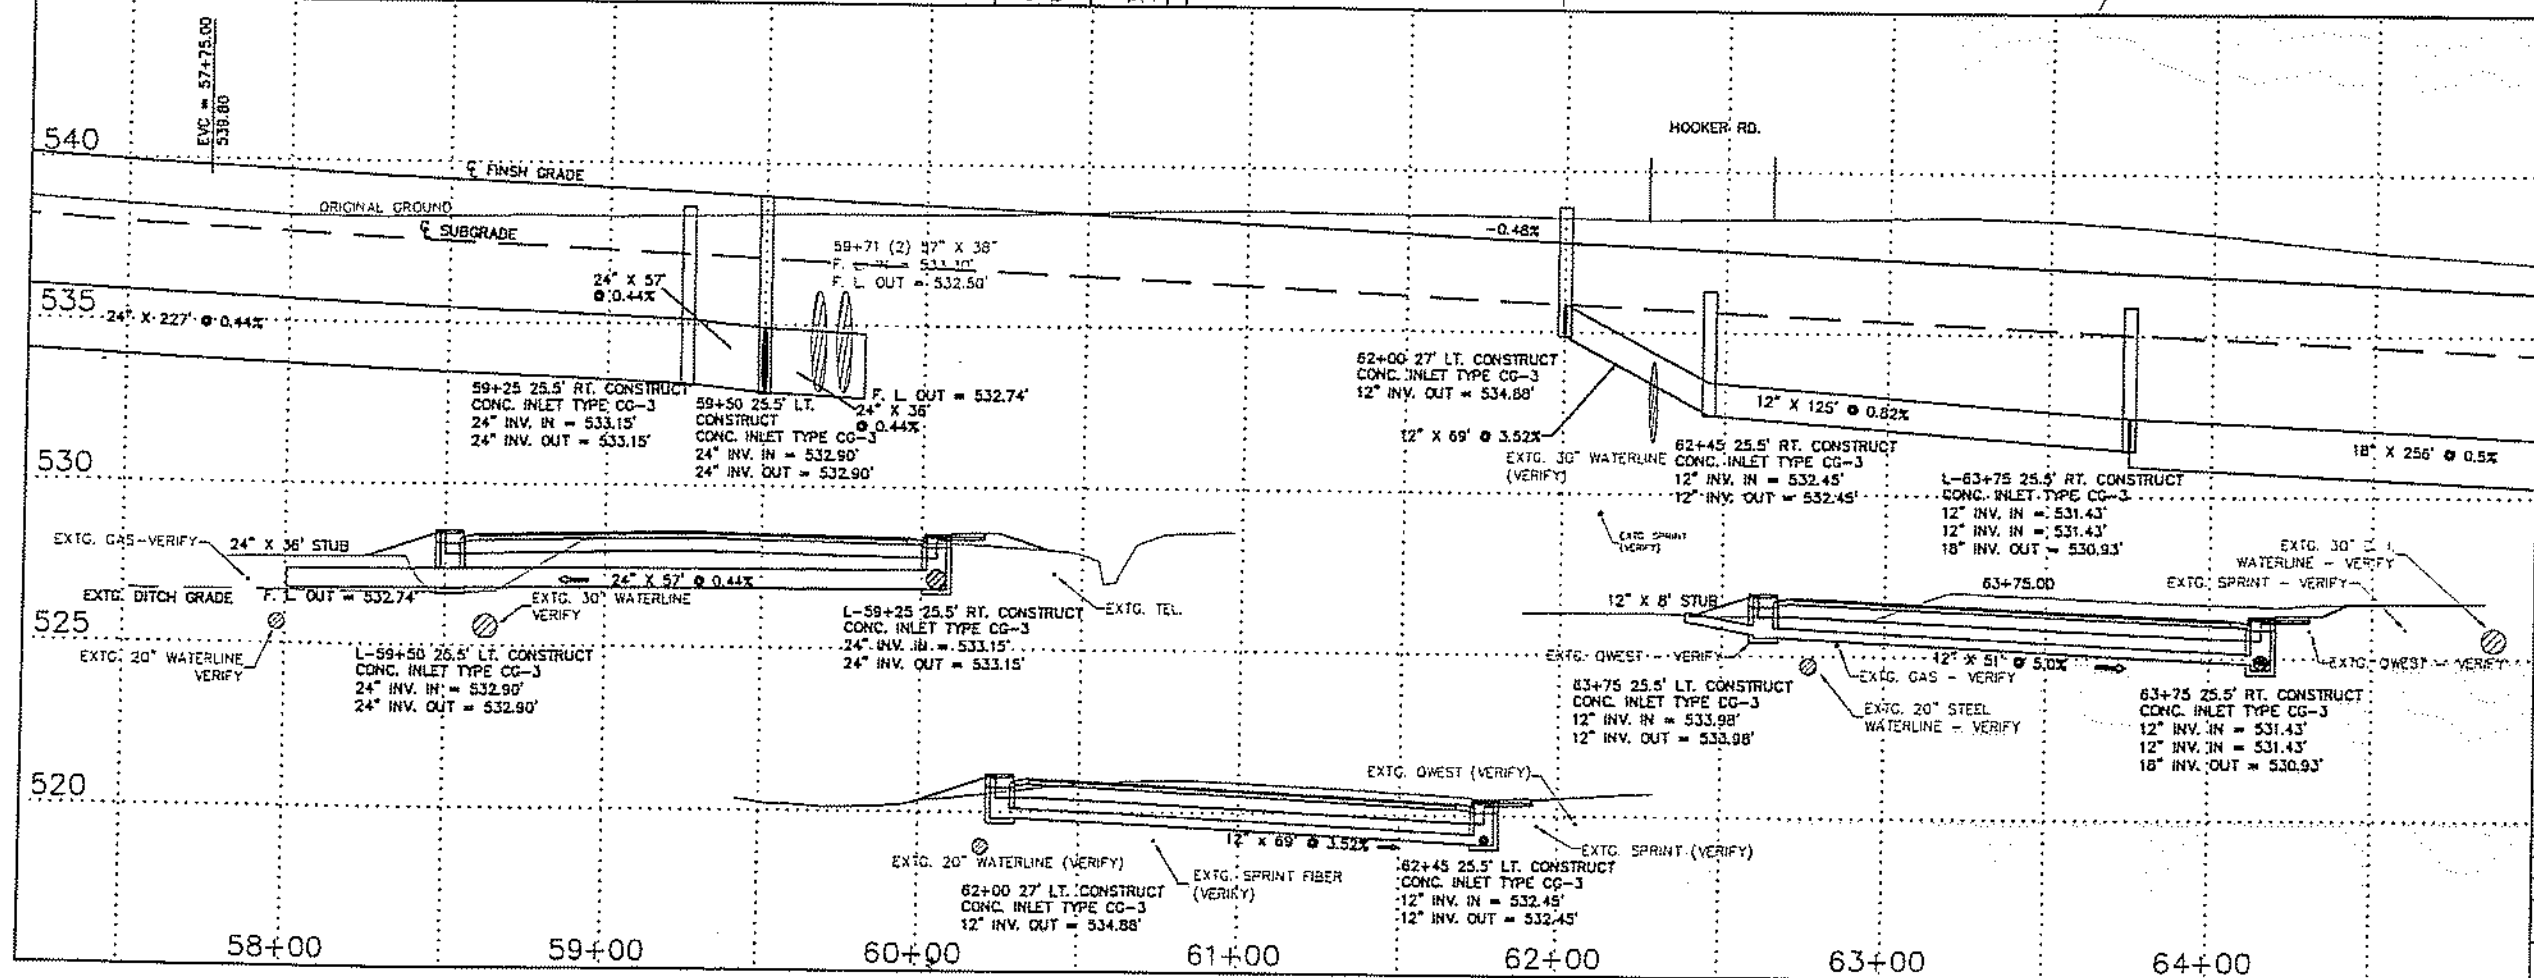 EVC = 57+75.00
539.80
540
℄ FINSH GRADE
HOOKER RD.
ORIGINAL GROUND
℄ SUBGRADE
-0.48%
59+71 (2) 57" X 38"
F. L. IN = 533.10'
F. L. OUT = 532.50'
24" X 57'
@ 0.44%
535
24" X 227' @ 0.44%
F. L. OUT = 532.74'
24" X 36'
@ 0.44%
59+25 25.5' RT. CONSTRUCT
CONC. INLET TYPE CG-3
24" INV. IN = 533.15'
24" INV. OUT = 533.15'
59+50 25.5' LT.
CONSTRUCT
CONC. INLET TYPE CG-3
24" INV. IN = 532.90'
24" INV. OUT = 532.90'
62+00 27' LT. CONSTRUCT
CONC. INLET TYPE CG-3
12" INV. OUT = 534.88'
12" X 69' @ 3.52%
12" X 125' @ 0.82%
EXTG. 30" WATERLINE
(VERIFY)
62+45 25.5' RT. CONSTRUCT
CONC. INLET TYPE CG-3
12" INV. IN = 532.45'
12" INV. OUT = 532.45'
18" X 256' @ 0.5%
L-63+75 25.5' RT. CONSTRUCT
CONC. INLET TYPE CG-3
12" INV. IN = 531.43'
12" INV. IN = 531.43'
18" INV. OUT = 530.93'
530
EXTG. SPRINT
(VERIFY)
EXTG. GAS-VERIFY
24" X 36' STUB
24" X 57' @ 0.44%
EXTG. DITCH GRADE
F. L. OUT = 532.74'
EXTG. 30" WATERLINE
VERIFY
EXTG. TEL.
EXTG. 30"
WATERLINE - VERIFY
EXTG. SPRINT - VERIFY
63+75.00
12" X 8' STUB
525
EXTG. 20" WATERLINE
VERIFY
L-59+50 25.5' LT. CONSTRUCT
CONC. INLET TYPE CG-3
24" INV. IN = 532.90'
24" INV. OUT = 532.90'
L-59+25 25.5' RT. CONSTRUCT
CONC. INLET TYPE CG-3
24" INV. IN = 533.15'
24" INV. OUT = 533.15'
EXTG. QWEST - VERIFY
12" X 51' @ 5.0%
EXTG. QWEST - VERIFY
EXTG. GAS - VERIFY
63+75 25.5' LT. CONSTRUCT
CONC. INLET TYPE CG-3
12" INV. IN = 533.98'
12" INV. OUT = 533.98'
EXTG. 20" STEEL
WATERLINE - VERIFY
63+75 25.5' RT. CONSTRUCT
CONC. INLET TYPE CG-3
12" INV. IN = 531.43'
12" INV. IN = 531.43'
18" INV. OUT = 530.93'
520
EXTG. QWEST (VERIFY)
12" X 69' @ 3.52%
EXTG. SPRINT (VERIFY)
EXTG. 20" WATERLINE (VERIFY)
EXTG. SPRINT FIBER
(VERIFY)
62+00 27' LT. CONSTRUCT
CONC. INLET TYPE CG-3
12" INV. OUT = 534.88'
62+45 25.5' LT. CONSTRUCT
CONC. INLET TYPE CG-3
12" INV. IN = 532.45'
12" INV. OUT = 532.45'
58+00 59+00 60+00 61+00 62+00 63+00 64+00